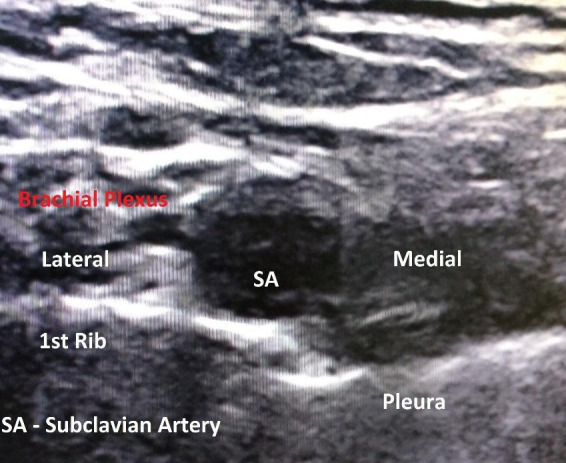 Brachial Plexus
Lateral
Medial
SA
1st Rib
Pleura
SA - Subclavian Artery